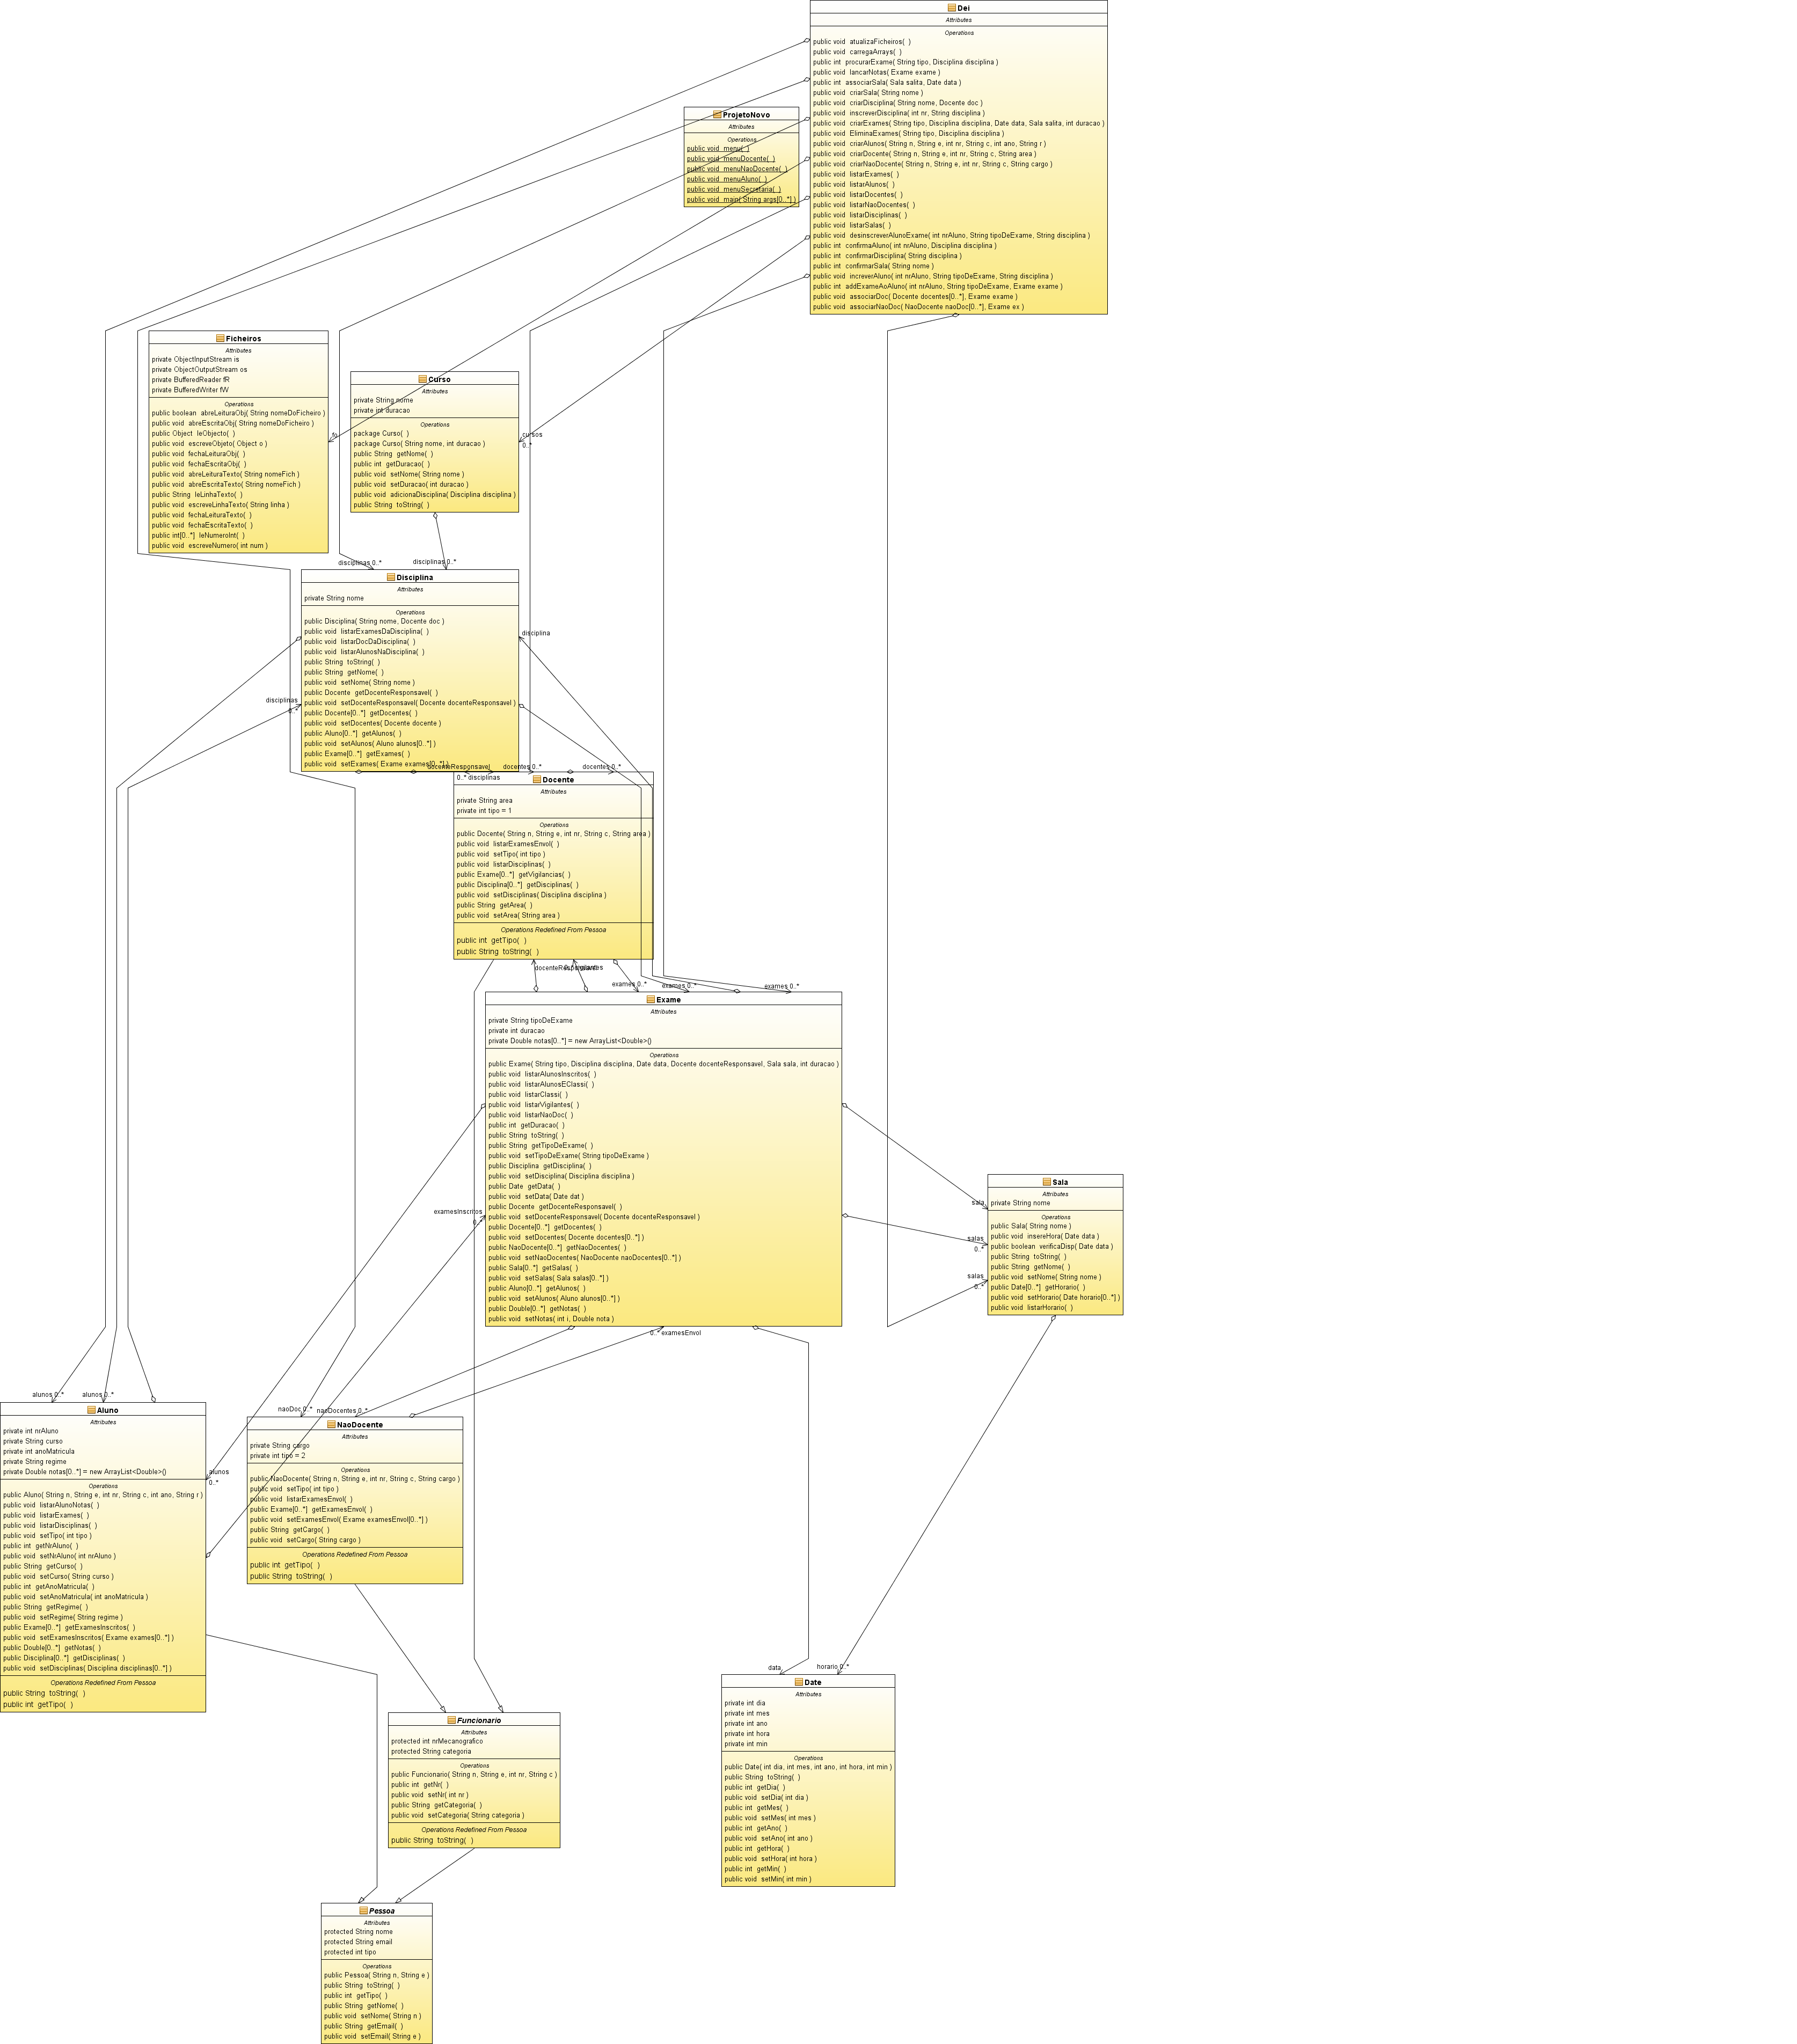 Dei
Attributes
Operations
public void atualizaFicheiros( )
public void carregaArrays( )
public int procurarExame( String tipo, Disciplina disciplina )
public void lancarNotas( Exame exame )
public int associarSala( Sala salita, Date data )
public void criarSala( String nome )
public void criarDisciplina( String nome, Docente doc )
public void inscreverDisciplina( int nr, String disciplina )
public void criarExames( String tipo, Disciplina disciplina, Date data, Sala salita, int duracao )
public void EliminaExames( String tipo, Disciplina disciplina )
public void criarAlunos( String n, String e, int nr, String c, int ano, String r )
public void criarDocente( String n, String e, int nr, String c, String area )
public void criarNaoDocente( String n, String e, int nr, String c, String cargo )
public void listarExames( )
public void listarAlunos( )
public void listarDocentes( )
public void listarNaoDocentes( )
public void listarDisciplinas( )
public void listarSalas( )
public void desinscreverAlunoExame( int nrAluno, String tipoDeExame, String disciplina )
public int confirmaAluno( int nrAluno, Disciplina disciplina )
public int confirmarDisciplina( String disciplina )
public int confirmarSala( String nome )
public void increverAluno( int nrAluno, String tipoDeExame, String disciplina )
public int addExameAoAluno( int nrAluno, String tipoDeExame, Exame exame )
public void associarDoc( Docente docentes[0..*], Exame exame )
public void associarNaoDoc( NaoDocente naoDoc[0..*], Exame ex )
ProjetoNovo
Attributes
Operations
public void menu( )
public void menuDocente( )
public void menuNaoDocente( )
public void menuAluno( )
public void menuSecretaria( )
public void main( String args[0..*] )
Ficheiros
Attributes
private ObjectInputStream is
private ObjectOutputStream os
private BufferedReader fR
private BufferedWriter fW
Operations
public boolean abreLeituraObj( String nomeDoFicheiro )
public void abreEscritaObj( String nomeDoFicheiro )
public Object leObjecto( )
public void escreveObjeto( Object o )
public void fechaLeituraObj( )
public void fechaEscritaObj( )
public void abreLeituraTexto( String nomeFich )
public void abreEscritaTexto( String nomeFich )
public String leLinhaTexto( )
public void escreveLinhaTexto( String linha )
public void fechaLeituraTexto( )
public void fechaEscritaTexto( )
public int[0..*] leNumeroInt( )
public void escreveNumero( int num )
Curso
Attributes
private String nome
private int duracao
Operations
package Curso( )
package Curso( String nome, int duracao )
public String getNome( )
public int getDuracao( )
public void setNome( String nome )
public void setDuracao( int duracao )
public void adicionaDisciplina( Disciplina disciplina )
public String toString( )
cursos
0..*
disciplinas 0..*
disciplinas 0..*
Disciplina
Attributes
private String nome
Operations
public Disciplina( String nome, Docente doc )
public void listarExamesDaDisciplina( )
public void listarDocDaDisciplina( )
public void listarAlunosNaDisciplina( )
public String toString( )
public String getNome( )
public void setNome( String nome )
public Docente getDocenteResponsavel( )
public void setDocenteResponsavel( Docente docenteResponsavel )
public Docente[0..*] getDocentes( )
public void setDocentes( Docente docente )
public Aluno[0..*] getAlunos( )
public void setAlunos( Aluno alunos[0..*] )
public Exame[0..*] getExames( )
public void setExames( Exame exames[0..*] )
disciplina
disciplinas
0..*
docenteResponsavel
docentes 0..*
docentes 0..*
0..* disciplinas
Docente
Attributes
private String area
private int tipo = 1
Operations
public Docente( String n, String e, int nr, String c, String area )
public void listarExamesEnvol( )
public void setTipo( int tipo )
public void listarDisciplinas( )
public Exame[0..*] getVigilancias( )
public Disciplina[0..*] getDisciplinas( )
public void setDisciplinas( Disciplina disciplina )
public String getArea( )
public void setArea( String area )
Operations Redefined From Pessoa
public int getTipo( )
public String toString( )
exames 0..*
exames 0..*
exames 0..*
Exame
Attributes
private String tipoDeExame
private int duracao
private Double notas[0..*] = new ArrayList<Double>()
Operations
public Exame( String tipo, Disciplina disciplina, Date data, Docente docenteResponsavel, Sala sala, int duracao )
public void listarAlunosInscritos( )
public void listarAlunosEClassi( )
public void listarClassi( )
public void listarVigilantes( )
public void listarNaoDoc( )
public int getDuracao( )
public String toString( )
public String getTipoDeExame( )
public void setTipoDeExame( String tipoDeExame )
public Disciplina getDisciplina( )
public void setDisciplina( Disciplina disciplina )
public Date getData( )
public void setData( Date dat )
public Docente getDocenteResponsavel( )
public void setDocenteResponsavel( Docente docenteResponsavel )
public Docente[0..*] getDocentes( )
public void setDocentes( Docente docentes[0..*] )
public NaoDocente[0..*] getNaoDocentes( )
public void setNaoDocentes( NaoDocente naoDocentes[0..*] )
public Sala[0..*] getSalas( )
public void setSalas( Sala salas[0..*] )
public Aluno[0..*] getAlunos( )
public void setAlunos( Aluno alunos[0..*] )
public Double[0..*] getNotas( )
public void setNotas( int i, Double nota )
examesInscritos
0..*
0..* examesEnvol
sala
salas
0..*
salas
0..*
Sala
Attributes
private String nome
Operations
public Sala( String nome )
public void insereHora( Date data )
public boolean verificaDisp( Date data )
public String toString( )
public String getNome( )
public void setNome( String nome )
public Date[0..*] getHorario( )
public void setHorario( Date horario[0..*] )
public void listarHorario( )
alunos 0..*
alunos 0..*
Aluno
Attributes
private int nrAluno
private String curso
private int anoMatricula
private String regime
private Double notas[0..*] = new ArrayList<Double>()
Operations
public Aluno( String n, String e, int nr, String c, int ano, String r )
public void listarAlunoNotas( )
public void listarExames( )
public void listarDisciplinas( )
public void setTipo( int tipo )
public int getNrAluno( )
public void setNrAluno( int nrAluno )
public String getCurso( )
public void setCurso( String curso )
public int getAnoMatricula( )
public void setAnoMatricula( int anoMatricula )
public String getRegime( )
public void setRegime( String regime )
public Exame[0..*] getExamesInscritos( )
public void setExamesInscritos( Exame exames[0..*] )
public Double[0..*] getNotas( )
public Disciplina[0..*] getDisciplinas( )
public void setDisciplinas( Disciplina disciplinas[0..*] )
Operations Redefined From Pessoa
public String toString( )
public int getTipo( )
alunos
0..*
naoDoc 0..*
naoDocentes 0..*
NaoDocente
Attributes
private String cargo
private int tipo = 2
Operations
public NaoDocente( String n, String e, int nr, String c, String cargo )
public void setTipo( int tipo )
public void listarExamesEnvol( )
public Exame[0..*] getExamesEnvol( )
public void setExamesEnvol( Exame examesEnvol[0..*] )
public String getCargo( )
public void setCargo( String cargo )
Operations Redefined From Pessoa
public int getTipo( )
public String toString( )
data
horario 0..*
Date
Attributes
private int dia
private int mes
private int ano
private int hora
private int min
Operations
public Date( int dia, int mes, int ano, int hora, int min )
public String toString( )
public int getDia( )
public void setDia( int dia )
public int getMes( )
public void setMes( int mes )
public int getAno( )
public void setAno( int ano )
public int getHora( )
public void setHora( int hora )
public int getMin( )
public void setMin( int min )
Funcionario
Attributes
protected int nrMecanografico
protected String categoria
Operations
public Funcionario( String n, String e, int nr, String c )
public int getNr( )
public void setNr( int nr )
public String getCategoria( )
public void setCategoria( String categoria )
Operations Redefined From Pessoa
public String toString( )
Pessoa
Attributes
protected String nome
protected String email
protected int tipo
Operations
public Pessoa( String n, String e )
public String toString( )
public int getTipo( )
public String getNome( )
public void setNome( String n )
public String getEmail( )
public void setEmail( String e )